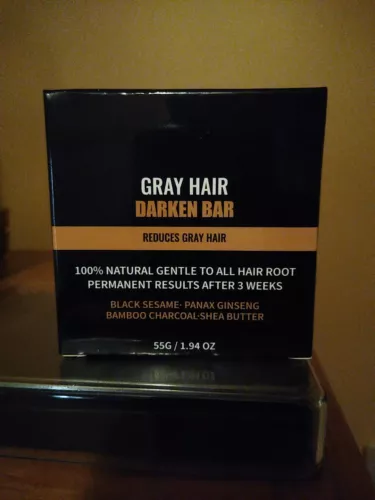 GRAY HAIR
DARKEN BAR
REDUCES GRAY HAIR
100% NATURAL GENTLE TO ALL HAIR ROOT
PERMANENT RESULTS AFTER 3 WEEKS
BLACK SESAME· PANAX GINSENG
BAMBOO CHARCOAL·SHEA BUTTER
55G / 1.94 OZ